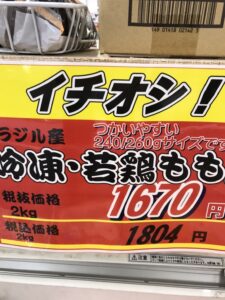 イチオシ!
ラジル産
つかいやすい
240/260gサイズです
冷凍・若鶏もも
税抜価格
2kg
1670 円
税込価格
2kg
1804 円